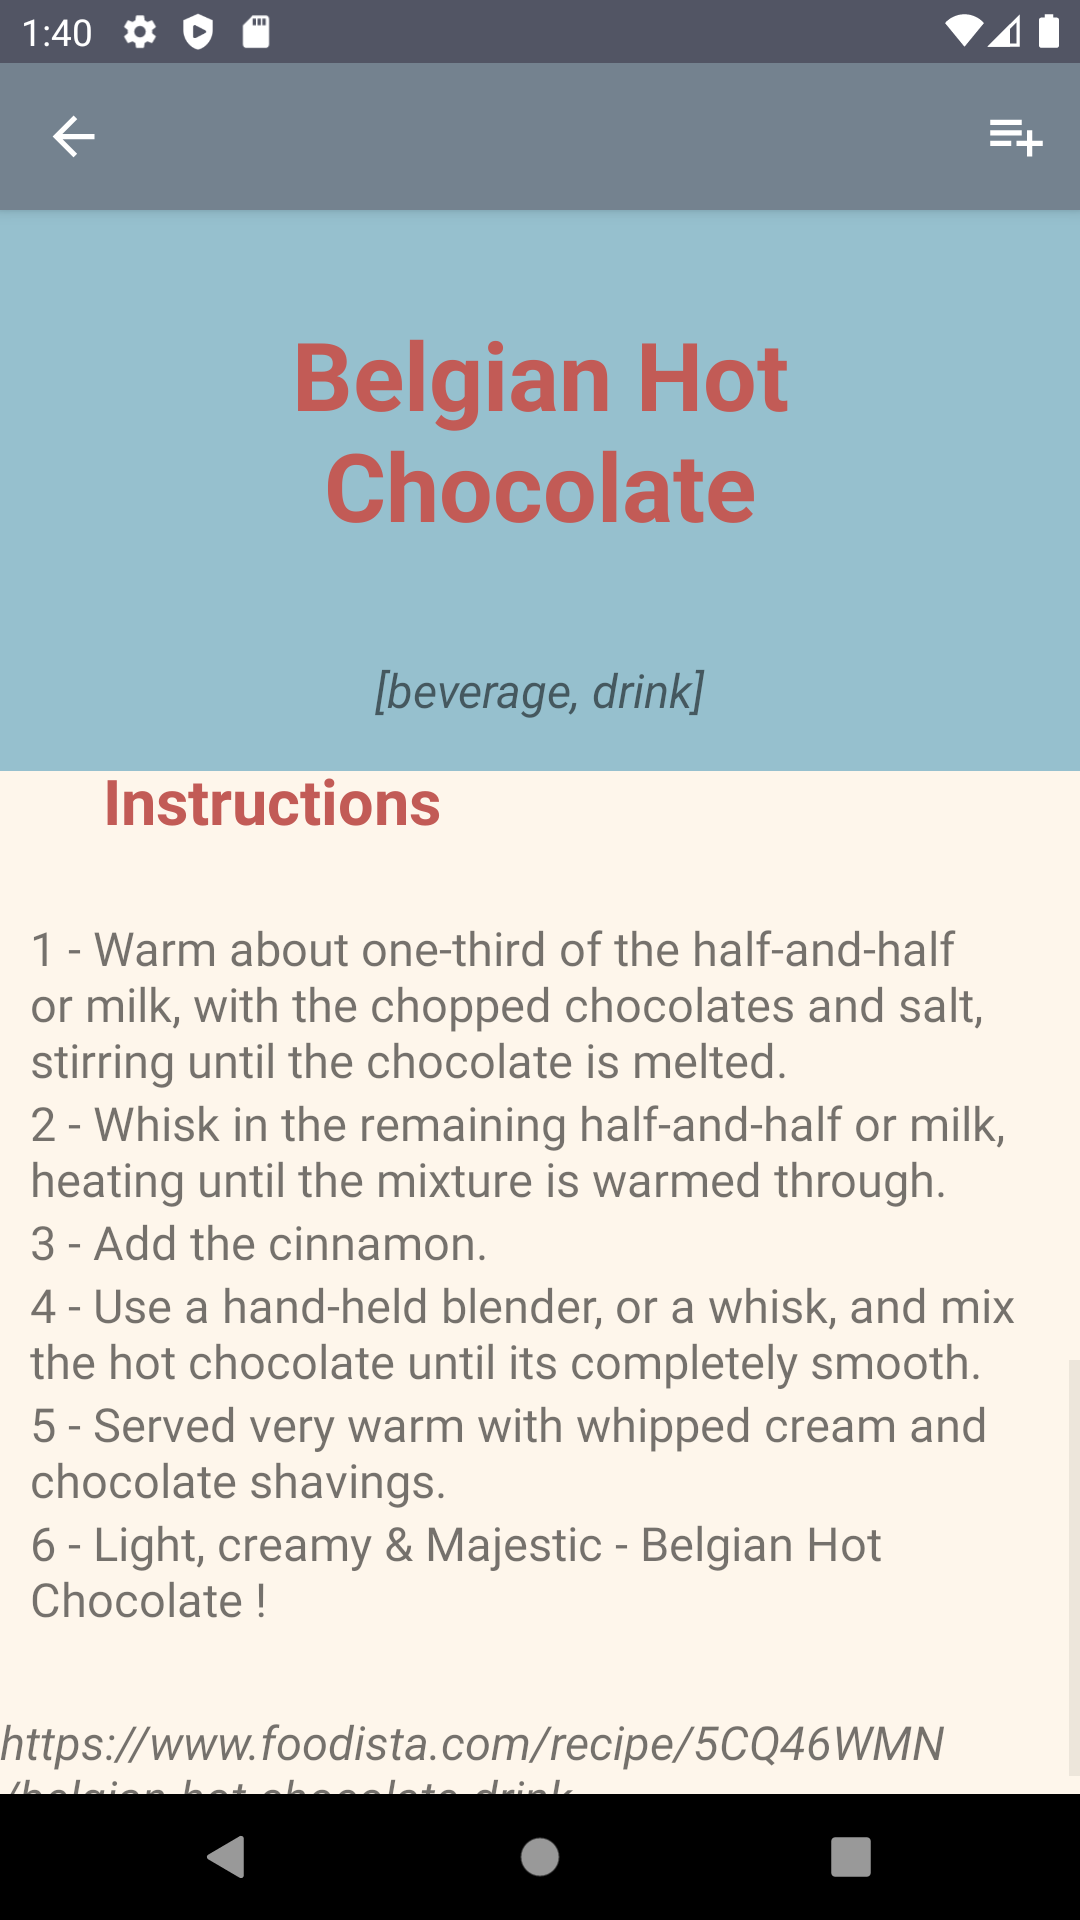 1:40
Belgian Hot
Chocolate
[beverage, drink]
Instructions
1 - Warm about one-third of the half-and-half
or milk, with the chopped chocolates and salt,
stirring until the chocolate is melted.
2 - Whisk in the remaining half-and-half or milk,
heating until the mixture is warmed through.
3 - Add the cinnamon.
4 - Use a hand-held blender, or a whisk, and mix
the hot chocolate until its completely smooth.
5 - Served very warm with whipped cream and
chocolate shavings.
6 - Light, creamy & Majestic - Belgian Hot
Chocolate !
https://www.foodista.com/recipe/5CQ46WMN
/belgian-hot-chocolate-drink